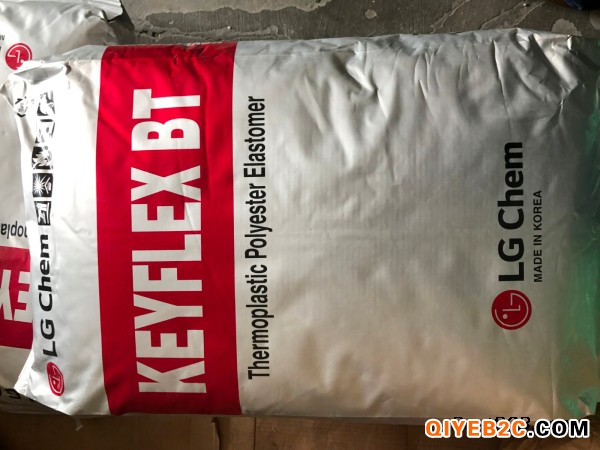 LG Chem
KEYFLEX BT
Thermoplastic Polyester Elastomer
LG Chem
MADE IN KOREA
QIYEB2C.COM